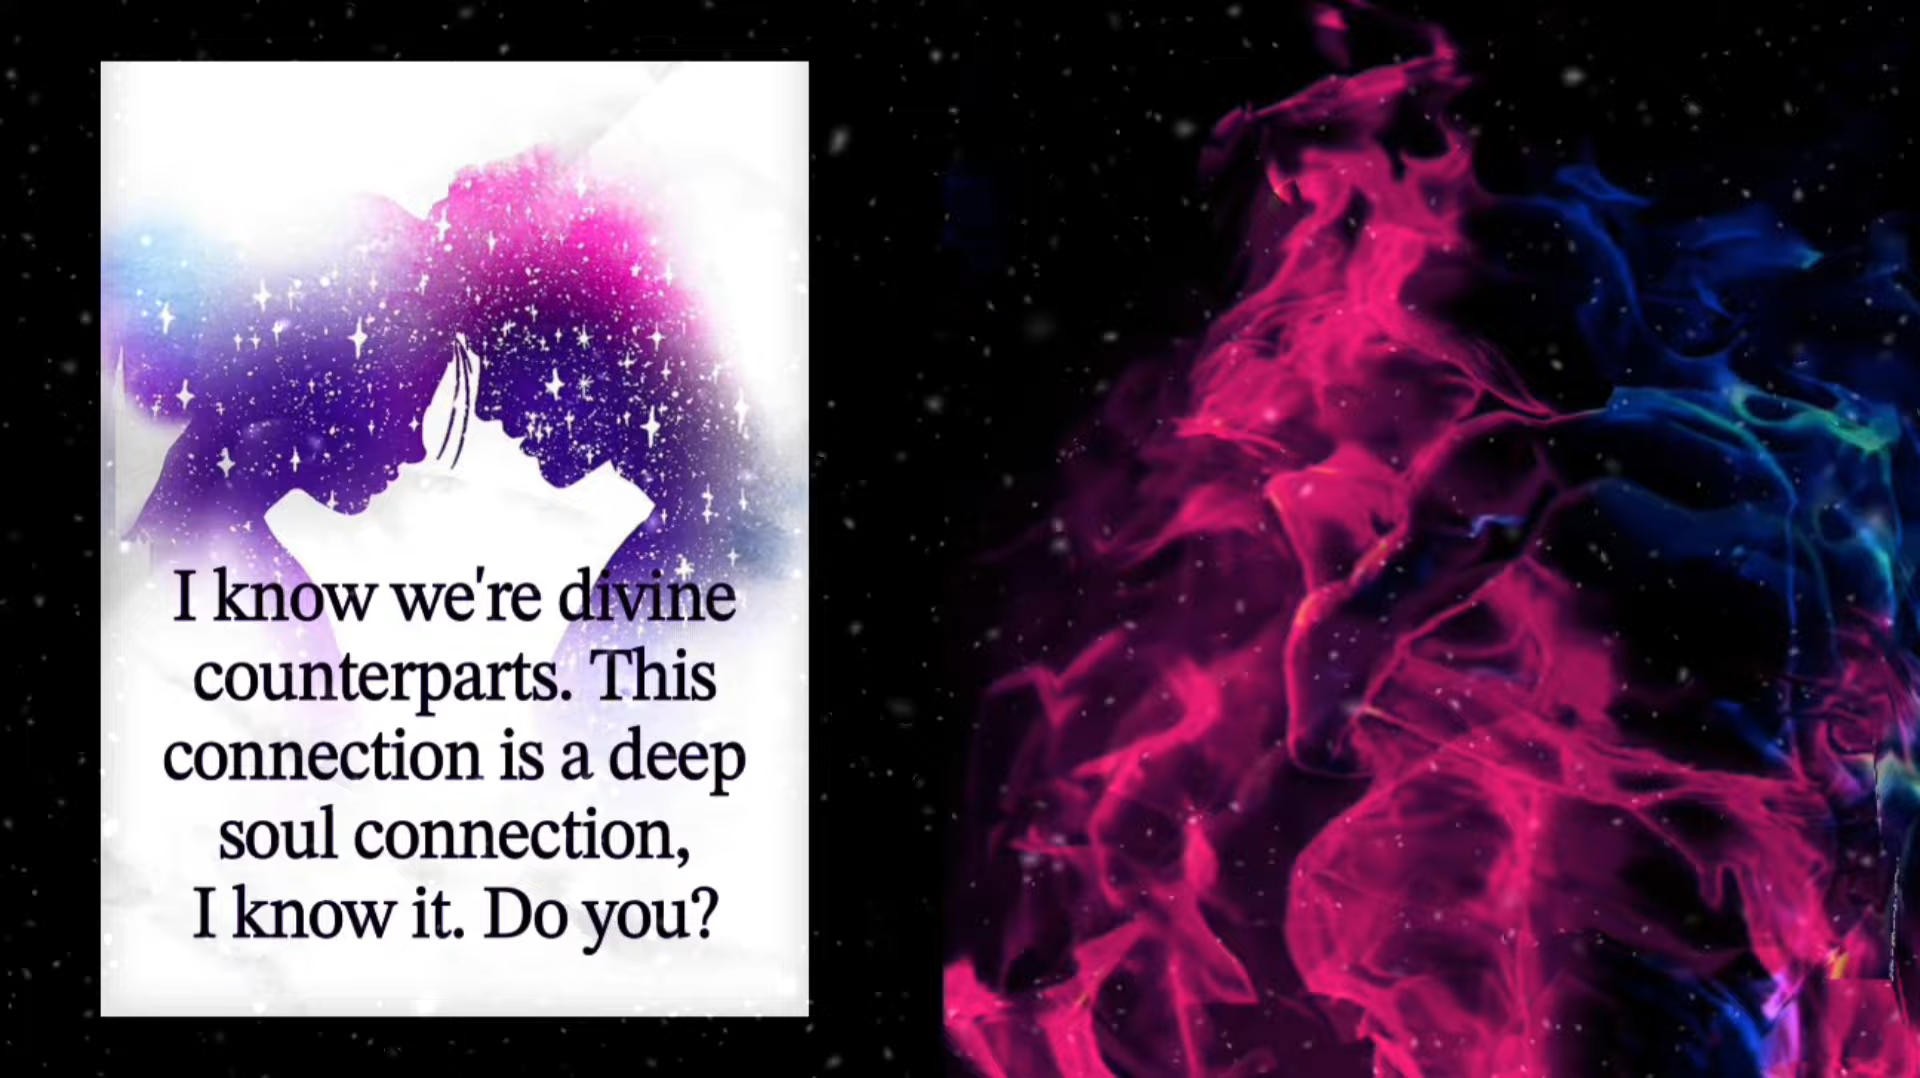 I know we're divine
counterparts. This
connection is a deep
soul connection,
I know it. Do you?